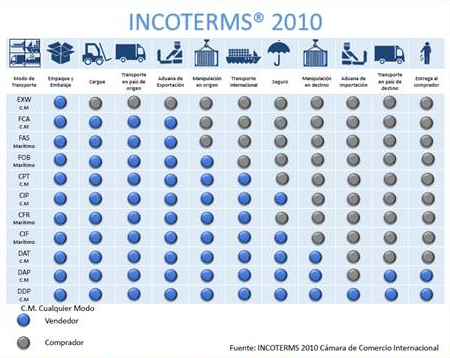 INCOTERMS® 2010
Modo de Transporte
Empaque y Embalaje
Cargue
Transporte en país de origen
Aduana de Exportación
Manipulación en origen
Transporte Internacional
Seguro
Manipulación en destino
Aduana de Importación
Transporte en país de destino
Entrega al comprador
EXW
C.M
FCA
C.M
FAS
Marítimo
FOB
Marítimo
CPT
C.M
CIP
C.M
CFR
Marítimo
CIF
Marítimo
DAT
C.M
DAP
C.M
DDP
C.M
C.M. Cualquier Modo
Vendedor
Comprador
Fuente: INCOTERMS 2010 Cámara de Comercio Internacional